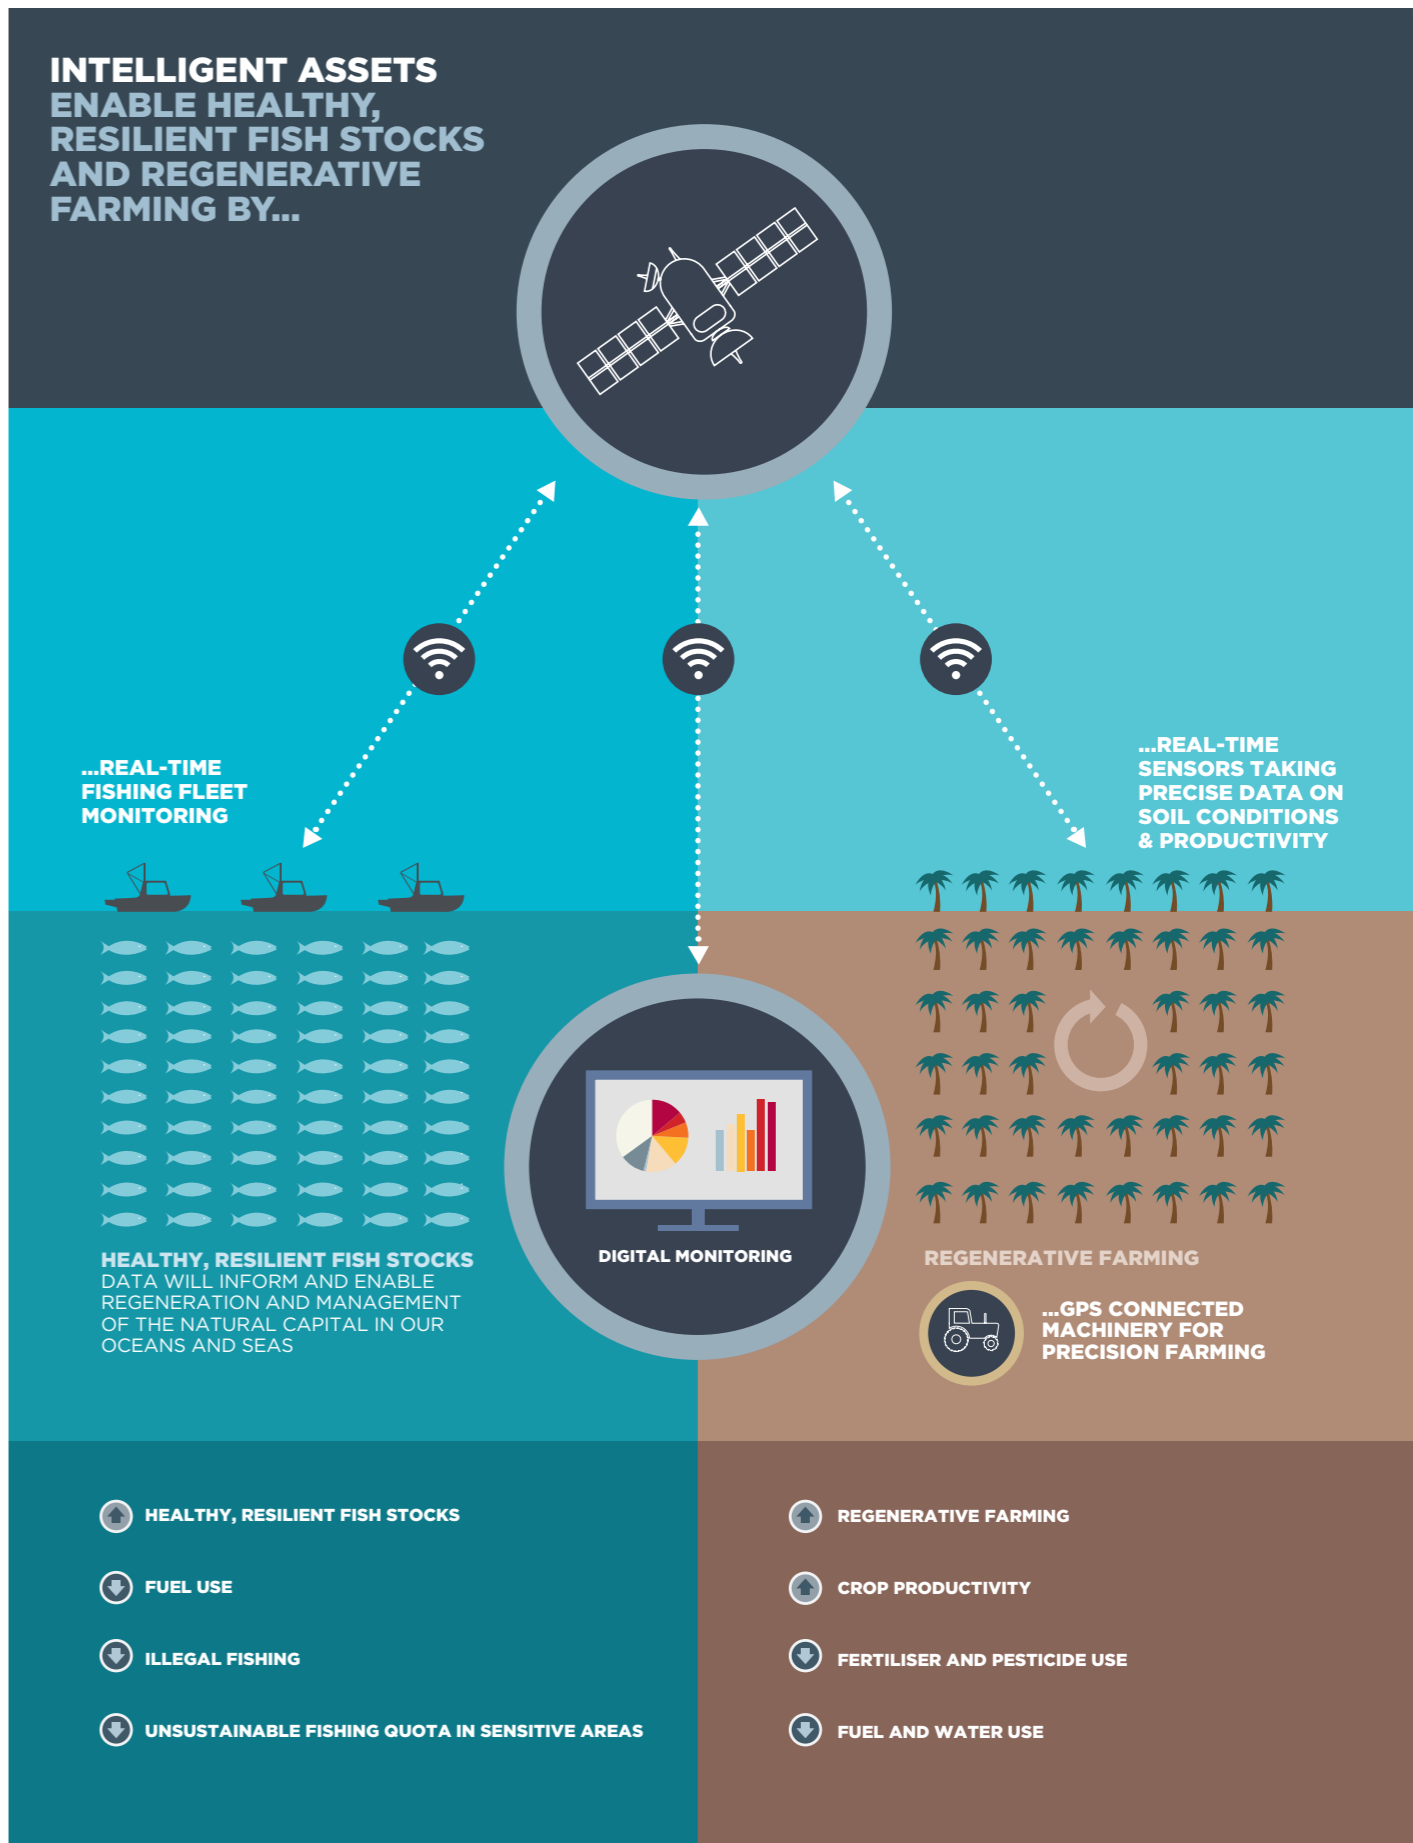 INTELLIGENT ASSETS
ENABLE HEALTHY,
RESILIENT FISH STOCKS
AND REGENERATIVE
FARMING BY...
...REAL-TIME
FISHING FLEET
MONITORING
...REAL-TIME
SENSORS TAKING
PRECISE DATA ON
SOIL CONDITIONS
& PRODUCTIVITY
HEALTHY, RESILIENT FISH STOCKS
DATA WILL INFORM AND ENABLE
REGENERATION AND MANAGEMENT
OF THE NATURAL CAPITAL IN OUR
OCEANS AND SEAS
DIGITAL MONITORING
REGENERATIVE FARMING
...GPS CONNECTED
MACHINERY FOR
PRECISION FARMING
HEALTHY, RESILIENT FISH STOCKS
FUEL USE
ILLEGAL FISHING
UNSUSTAINABLE FISHING QUOTA IN SENSITIVE AREAS
REGENERATIVE FARMING
CROP PRODUCTIVITY
FERTILISER AND PESTICIDE USE
FUEL AND WATER USE